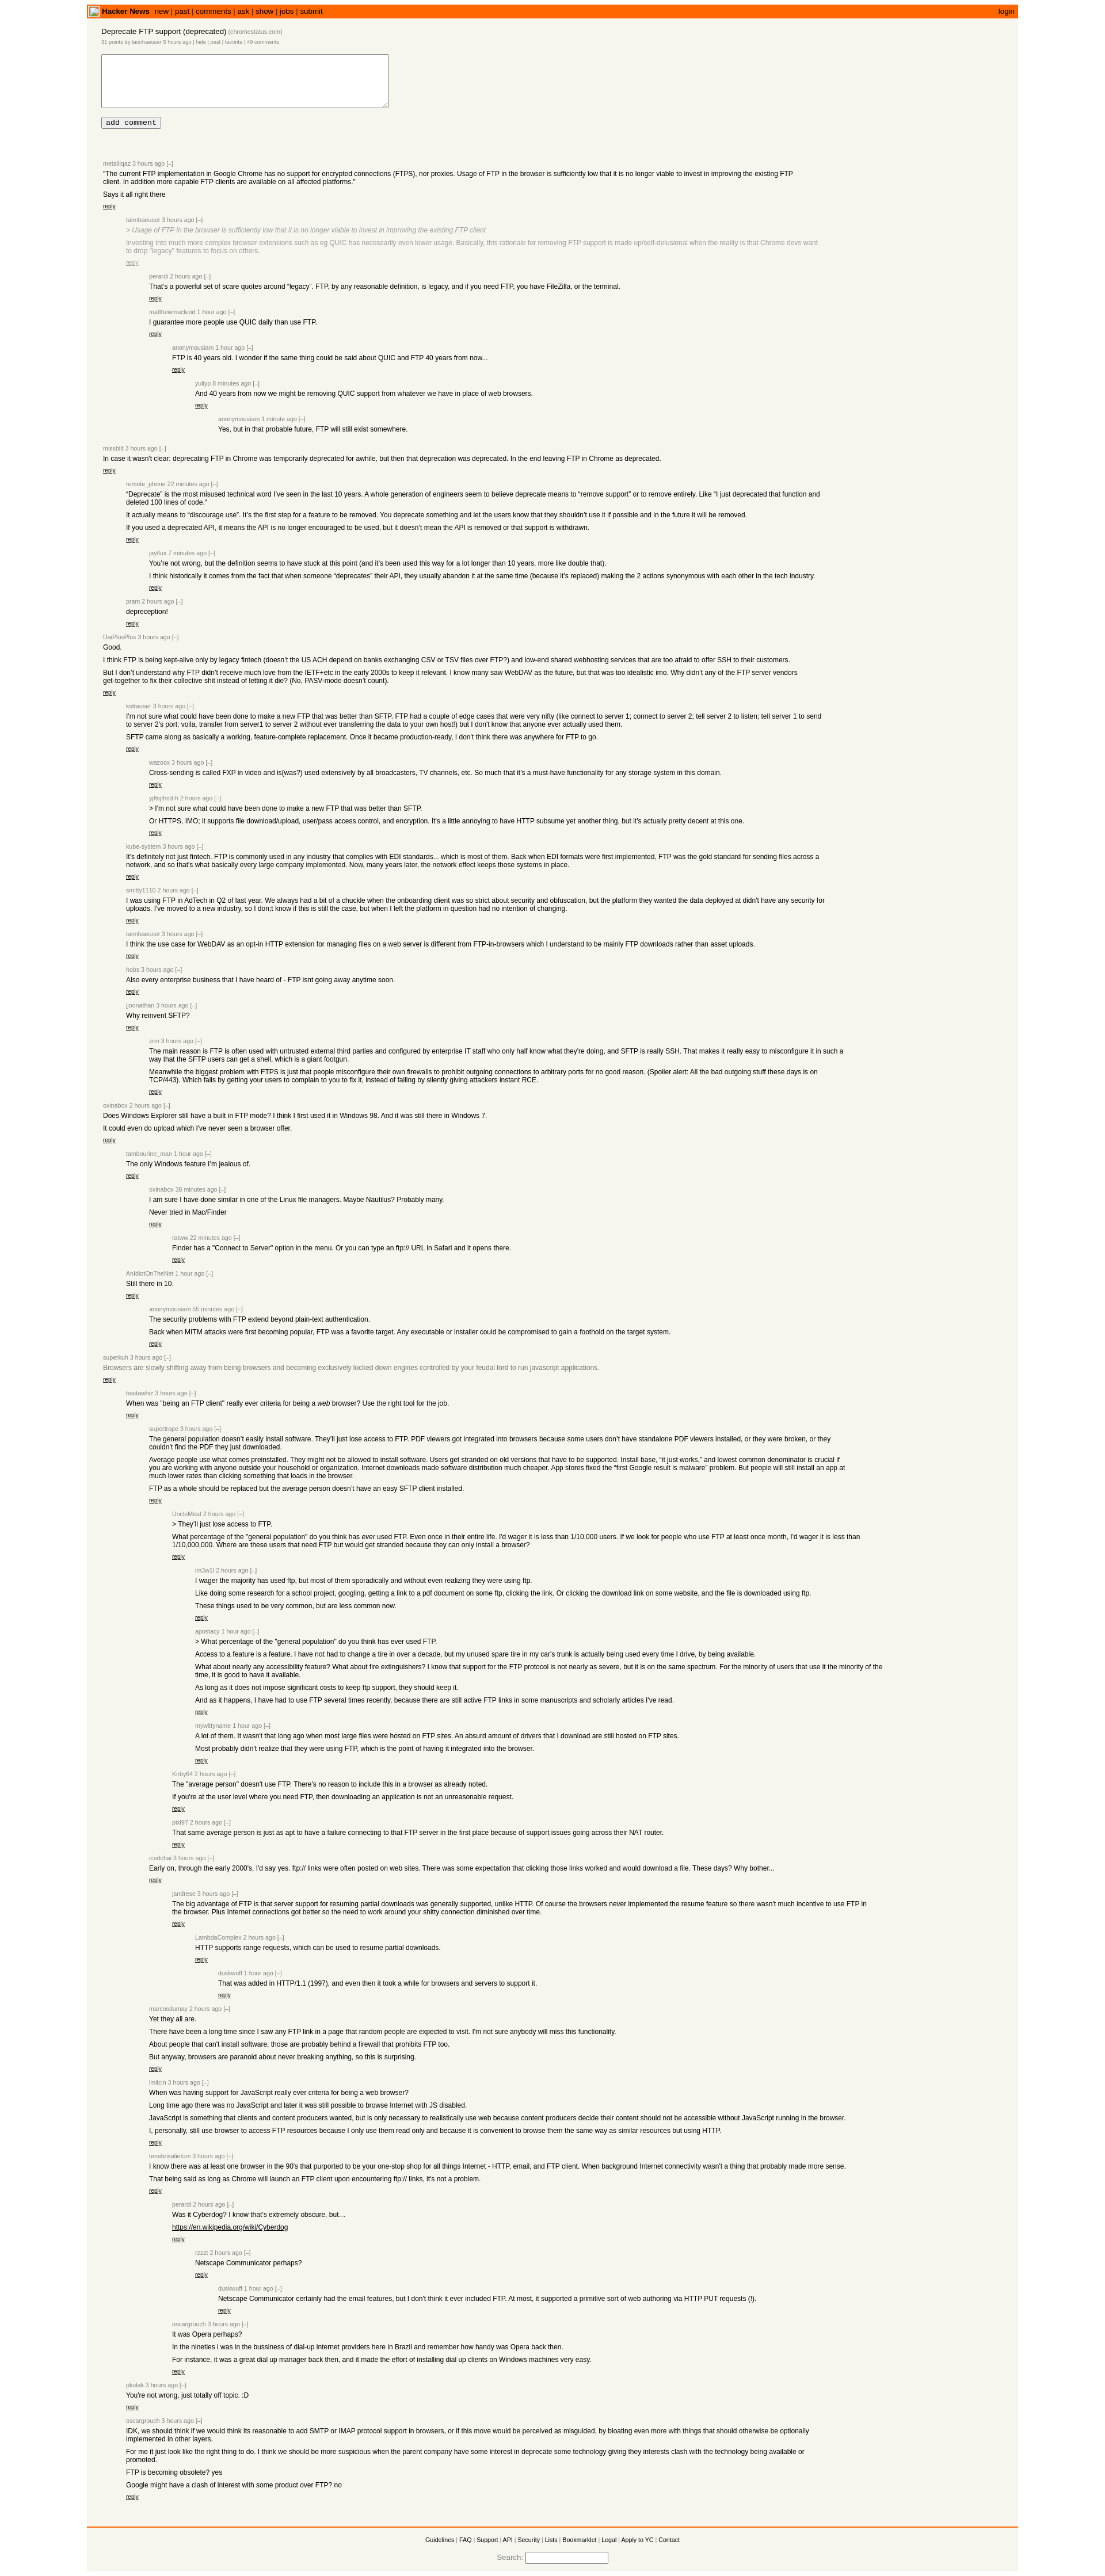 Hacker News new | past | comments | ask | show | jobs | submit
login
Deprecate FTP support (deprecated) (chromestatus.com)
31 points by tannhaeuser 5 hours ago | hide | past | favorite | 49 comments
add comment
metalliqaz 3 hours ago [–]
"The current FTP implementation in Google Chrome has no support for encrypted connections (FTPS), nor proxies. Usage of FTP in the browser is sufficiently low that it is no longer viable to invest in improving the existing FTP
client. In addition more capable FTP clients are available on all affected platforms."
Says it all right there
reply
tannhaeuser 3 hours ago [–]
> Usage of FTP in the browser is sufficiently low that it is no longer viable to invest in improving the existing FTP client
Investing into much more complex browser extensions such as eg QUIC has necessarily even lower usage. Basically, this rationale for removing FTP support is made up/self-delusional when the reality is that Chrome devs want
to drop "legacy" features to focus on others.
reply
perardi 2 hours ago [–]
That's a powerful set of scare quotes around “legacy”. FTP, by any reasonable definition, is legacy, and if you need FTP, you have FileZilla, or the terminal.
reply
matthewmacleod 1 hour ago [–]
I guarantee more people use QUIC daily than use FTP.
reply
anonymousiam 1 hour ago [–]
FTP is 40 years old. I wonder if the same thing could be said about QUIC and FTP 40 years from now...
reply
yuliyp 8 minutes ago [–]
And 40 years from now we might be removing QUIC support from whatever we have in place of web browsers.
reply
anonymousiam 1 minute ago [–]
Yes, but in that probable future, FTP will still exist somewhere.
missblit 3 hours ago [–]
In case it wasn't clear: deprecating FTP in Chrome was temporarily deprecated for awhile, but then that deprecation was deprecated. In the end leaving FTP in Chrome as deprecated.
reply
remote_phone 22 minutes ago [–]
“Deprecate” is the most misused technical word I've seen in the last 10 years. A whole generation of engineers seem to believe deprecate means to “remove support” or to remove entirely. Like “I just deprecated that function and
deleted 100 lines of code.”
It actually means to “discourage use”. It's the first step for a feature to be removed. You deprecate something and let the users know that they shouldn't use it if possible and in the future it will be removed.
If you used a deprecated API, it means the API is no longer encouraged to be used, but it doesn't mean the API is removed or that support is withdrawn.
reply
jayflux 7 minutes ago [–]
You're not wrong, but the definition seems to have stuck at this point (and it's been used this way for a lot longer than 10 years, more like double that).
I think historically it comes from the fact that when someone “deprecates” their API, they usually abandon it at the same time (because it's replaced) making the 2 actions synonymous with each other in the tech industry.
reply
pram 2 hours ago [–]
depreception!
reply
DaiPlusPlus 3 hours ago [–]
Good.
I think FTP is being kept-alive only by legacy fintech (doesn't the US ACH depend on banks exchanging CSV or TSV files over FTP?) and low-end shared webhosting services that are too afraid to offer SSH to their customers.
But I don't understand why FTP didn't receive much love from the IETF+etc in the early 2000s to keep it relevant. I know many saw WebDAV as the future, but that was too idealistic imo. Why didn't any of the FTP server vendors
get-together to fix their collective shit instead of letting it die? (No, PASV-mode doesn't count).
reply
kstrauser 3 hours ago [–]
I'm not sure what could have been done to make a new FTP that was better than SFTP. FTP had a couple of edge cases that were very nifty (like connect to server 1; connect to server 2; tell server 2 to listen; tell server 1 to send
to server 2's port; voila, transfer from server1 to server 2 without ever transferring the data to your own host!) but I don't know that anyone ever actually used them.
SFTP came along as basically a working, feature-complete replacement. Once it became production-ready, I don't think there was anywhere for FTP to go.
reply
wazoox 3 hours ago [–]
Cross-sending is called FXP in video and is(was?) used extensively by all broadcasters, TV channels, etc. So much that it's a must-have functionality for any storage system in this domain.
reply
yjftsjthsd-h 2 hours ago [–]
> I'm not sure what could have been done to make a new FTP that was better than SFTP.
Or HTTPS, IMO; it supports file download/upload, user/pass access control, and encryption. It's a little annoying to have HTTP subsume yet another thing, but it's actually pretty decent at this one.
reply
kube-system 3 hours ago [–]
It's definitely not just fintech. FTP is commonly used in any industry that complies with EDI standards... which is most of them. Back when EDI formats were first implemented, FTP was the gold standard for sending files across a
network, and so that's what basically every large company implemented. Now, many years later, the network effect keeps those systems in place.
reply
smitty1110 2 hours ago [–]
I was using FTP in AdTech in Q2 of last year. We always had a bit of a chuckle when the onboarding client was so strict about security and obfuscation, but the platform they wanted the data deployed at didn't have any security for
uploads. I've moved to a new industry, so I don;t know if this is still the case, but when I left the platform in question had no intention of changing.
reply
tannhaeuser 3 hours ago [–]
I think the use case for WebDAV as an opt-in HTTP extension for managing files on a web server is different from FTP-in-browsers which I understand to be mainly FTP downloads rather than asset uploads.
reply
hobs 3 hours ago [–]
Also every enterprise business that I have heard of - FTP isnt going away anytime soon.
reply
jjoonathan 3 hours ago [–]
Why reinvent SFTP?
reply
zrm 3 hours ago [–]
The main reason is FTP is often used with untrusted external third parties and configured by enterprise IT staff who only half know what they're doing, and SFTP is really SSH. That makes it really easy to misconfigure it in such a
way that the SFTP users can get a shell, which is a giant footgun.
Meanwhile the biggest problem with FTPS is just that people misconfigure their own firewalls to prohibit outgoing connections to arbitrary ports for no good reason. (Spoiler alert: All the bad outgoing stuff these days is on
TCP/443). Which fails by getting your users to complain to you to fix it, instead of failing by silently giving attackers instant RCE.
reply
oxinabox 2 hours ago [–]
Does Windows Explorer still have a built in FTP mode? I think I first used it in Windows 98. And it was still there in Windows 7.
It could even do upload which I've never seen a browser offer.
reply
tambourine_man 1 hour ago [–]
The only Windows feature I'm jealous of.
reply
oxinabox 38 minutes ago [–]
I am sure I have done similar in one of the Linux file managers. Maybe Nautilus? Probably many.
Never tried in Mac/Finder
reply
ratww 22 minutes ago [–]
Finder has a "Connect to Server" option in the menu. Or you can type an ftp:// URL in Safari and it opens there.
reply
AnIdiotOnTheNet 1 hour ago [–]
Still there in 10.
reply
anonymousiam 55 minutes ago [–]
The security problems with FTP extend beyond plain-text authentication.
Back when MITM attacks were first becoming popular, FTP was a favorite target. Any executable or installer could be compromised to gain a foothold on the target system.
reply
superkuh 3 hours ago [–]
Browsers are slowly shifting away from being browsers and becoming exclusively locked down engines controlled by your feudal lord to run javascript applications.
reply
bastawhiz 3 hours ago [–]
When was "being an FTP client" really ever criteria for being a web browser? Use the right tool for the job.
reply
supertrope 3 hours ago [–]
The general population doesn't easily install software. They'll just lose access to FTP. PDF viewers got integrated into browsers because some users don't have standalone PDF viewers installed, or they were broken, or they
couldn't find the PDF they just downloaded.
Average people use what comes preinstalled. They might not be allowed to install software. Users get stranded on old versions that have to be supported. Install base, “it just works,” and lowest common denominator is crucial if
you are working with anyone outside your household or organization. Internet downloads made software distribution much cheaper. App stores fixed the “first Google result is malware” problem. But people will still install an app at
much lower rates than clicking something that loads in the browser.
FTP as a whole should be replaced but the average person doesn't have an easy SFTP client installed.
reply
UncleMeat 2 hours ago [–]
> They'll just lose access to FTP.
What percentage of the "general population" do you think has ever used FTP. Even once in their entire life. I'd wager it is less than 1/10,000 users. If we look for people who use FTP at least once month, I'd wager it is less than
1/10,000,000. Where are these users that need FTP but would get stranded because they can only install a browser?
reply
im3w1l 2 hours ago [–]
I wager the majority has used ftp, but most of them sporadically and without even realizing they were using ftp.
Like doing some research for a school project, googling, getting a link to a pdf document on some ftp, clicking the link. Or clicking the download link on some website, and the file is downloaded using ftp.
These things used to be very common, but are less common now.
reply
apostacy 1 hour ago [–]
> What percentage of the "general population" do you think has ever used FTP.
Access to a feature is a feature. I have not had to change a tire in over a decade, but my unused spare tire in my car's trunk is actually being used every time I drive, by being available.
What about nearly any accessibility feature? What about fire extinguishers? I know that support for the FTP protocol is not nearly as severe, but it is on the same spectrum. For the minority of users that use it the minority of the
time, it is good to have it available.
As long as it does not impose significant costs to keep ftp support, they should keep it.
And as it happens, I have had to use FTP several times recently, because there are still active FTP links in some manuscripts and scholarly articles I've read.
reply
mywittyname 1 hour ago [–]
A lot of them. It wasn't that long ago when most large files were hosted on FTP sites. An absurd amount of drivers that I download are still hosted on FTP sites.
Most probably didn't realize that they were using FTP, which is the point of having it integrated into the browser.
reply
Kirby64 2 hours ago [–]
The "average person" doesn't use FTP. There's no reason to include this in a browser as already noted.
If you're at the user level where you need FTP, then downloading an application is not an unreasonable request.
reply
pixl97 2 hours ago [–]
That same average person is just as apt to have a failure connecting to that FTP server in the first place because of support issues going across their NAT router.
reply
icedchai 3 hours ago [–]
Early on, through the early 2000's, I'd say yes. ftp:// links were often posted on web sites. There was some expectation that clicking those links worked and would download a file. These days? Why bother...
reply
jandrese 3 hours ago [–]
The big advantage of FTP is that server support for resuming partial downloads was generally supported, unlike HTTP. Of course the browsers never implemented the resume feature so there wasn't much incentive to use FTP in
the browser. Plus Internet connections got better so the need to work around your shitty connection diminished over time.
reply
LambdaComplex 2 hours ago [–]
HTTP supports range requests, which can be used to resume partial downloads.
reply
duskwuff 1 hour ago [–]
That was added in HTTP/1.1 (1997), and even then it took a while for browsers and servers to support it.
reply
marcosdumay 2 hours ago [–]
Yet they all are.
There have been a long time since I saw any FTP link in a page that random people are expected to visit. I'm not sure anybody will miss this functionality.
About people that can't install software, those are probably behind a firewall that prohibits FTP too.
But anyway, browsers are paranoid about never breaking anything, so this is surprising.
reply
lmilcin 3 hours ago [–]
When was having support for JavaScript really ever criteria for being a web browser?
Long time ago there was no JavaScript and later it was still possible to browse Internet with JS disabled.
JavaScript is something that clients and content producers wanted, but is only necessary to realistically use web because content producers decide their content should not be accessible without JavaScript running in the browser.
I, personally, still use browser to access FTP resources because I only use them read only and because it is convenient to browse them the same way as similar resources but using HTTP.
reply
tenebrisalietum 3 hours ago [–]
I know there was at least one browser in the 90's that purported to be your one-stop shop for all things Internet - HTTP, email, and FTP client. When background Internet connectivity wasn't a thing that probably made more sense.
That being said as long as Chrome will launch an FTP client upon encountering ftp:// links, it's not a problem.
reply
perardi 2 hours ago [–]
Was it Cyberdog? I know that's extremely obscure, but…
https://en.wikipedia.org/wiki/Cyberdog
reply
rzzzt 2 hours ago [–]
Netscape Communicator perhaps?
reply
duskwuff 1 hour ago [–]
Netscape Communicator certainly had the email features, but I don't think it ever included FTP. At most, it supported a primitive sort of web authoring via HTTP PUT requests (!).
reply
oscargrouch 3 hours ago [–]
It was Opera perhaps?
In the nineties i was in the bussiness of dial-up internet providers here in Brazil and remember how handy was Opera back then.
For instance, it was a great dial up manager back then, and it made the effort of installing dial up clients on Windows machines very easy.
reply
pkulak 3 hours ago [–]
You're not wrong, just totally off topic. :D
reply
oscargrouch 3 hours ago [–]
IDK, we should think if we would think its reasonable to add SMTP or IMAP protocol support in browsers, or if this move would be perceived as misguided, by bloating even more with things that should otherwise be optionally
implemented in other layers.
For me it just look like the right thing to do. I think we should be more suspicious when the parent company have some interest in deprecate some technology giving they interests clash with the technology being available or
promoted.
FTP is becoming obsolete? yes
Google might have a clash of interest with some product over FTP? no
reply
Guidelines | FAQ | Support | API | Security | Lists | Bookmarklet | Legal | Apply to YC | Contact
Search: